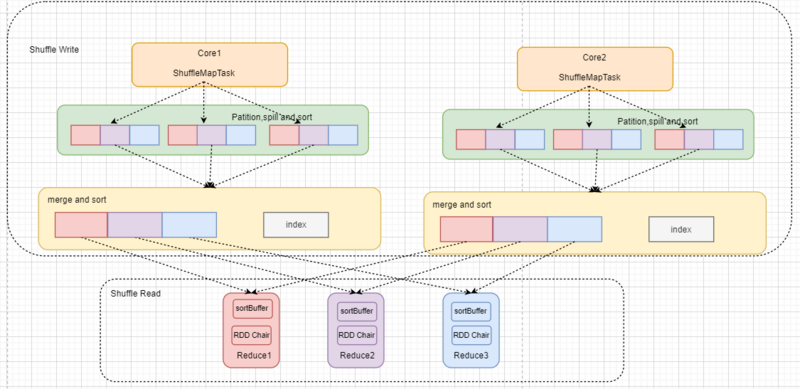 Shuffle Write
Core1
ShuffleMapTask
Core2
ShuffleMapTask
Patition,spill and sort
Patition,spill and sort
merge and sort
index
merge and sort
index
Shuffle Read
sortBuffer
RDD Chair
Reduce1
sortBuffer
RDD Chair
Reduce2
sortBuffer
RDD Chair
Reduce3